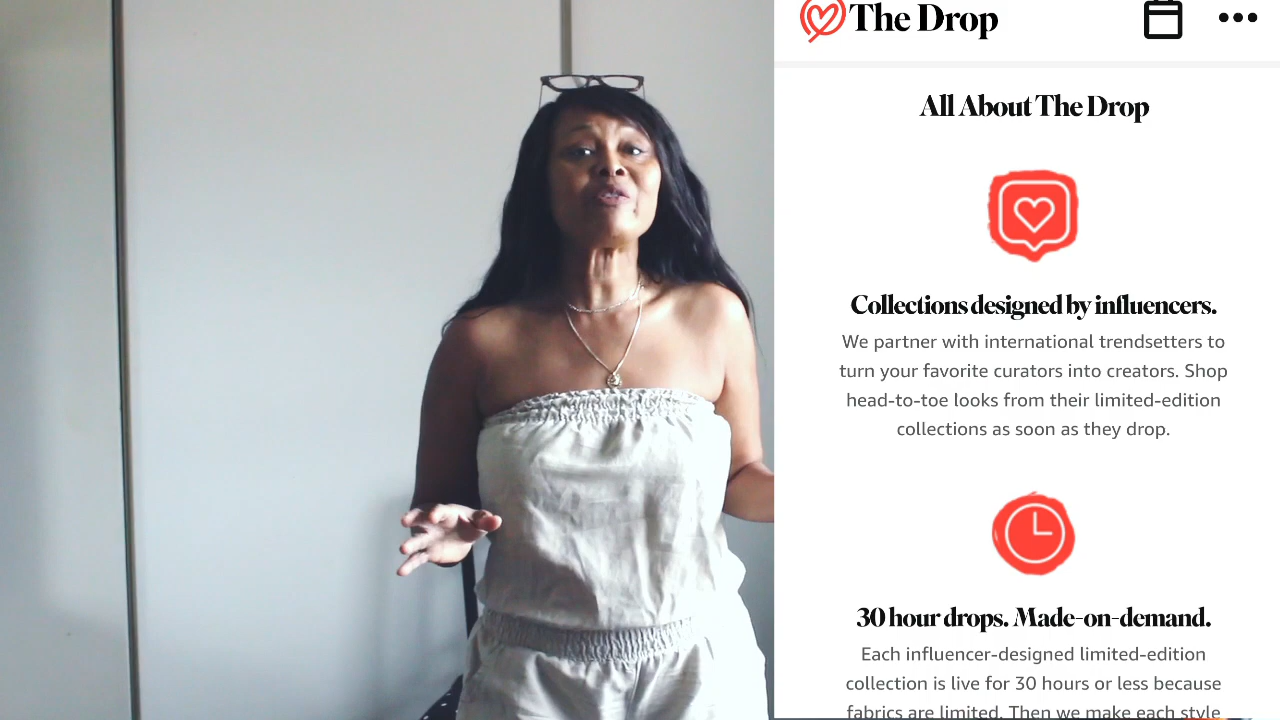 The Drop
All About The Drop
Collections designed by influencers.
We partner with international trendsetters to
turn your favorite curators into creators. Shop
head-to-toe looks from their limited-edition
collections as soon as they drop.
30 hour drops. Made-on-demand.
Each influencer-designed limited-edition
collection is live for 30 hours or less because
fabrics are limited. Then we make each style